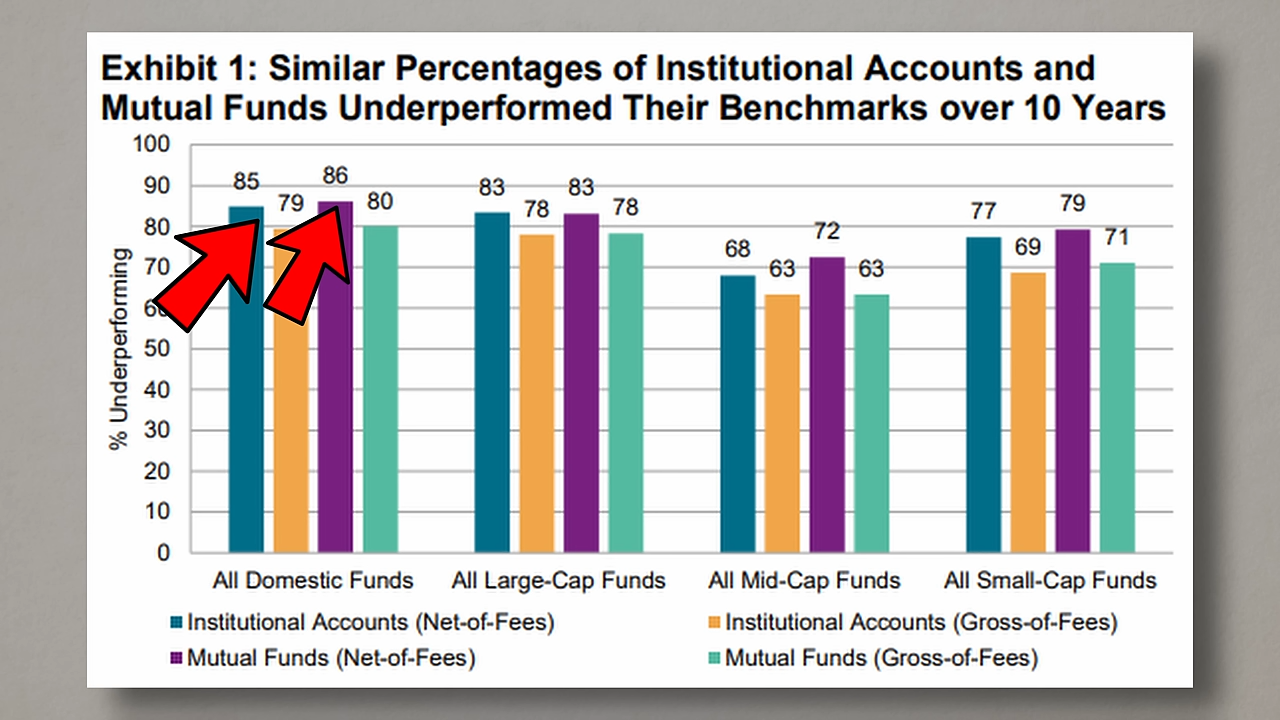 Exhibit 1: Similar Percentages of Institutional Accounts and
Mutual Funds Underperformed Their Benchmarks over 10 Years
% Underperforming
100
90
80
70
60
50
40
30
20
10
0
85
79
86
80
83
78
83
78
68
63
72
63
77
69
79
71
All Domestic Funds
All Large-Cap Funds
All Mid-Cap Funds
All Small-Cap Funds
Institutional Accounts (Net-of-Fees)
Institutional Accounts (Gross-of-Fees)
Mutual Funds (Net-of-Fees)
Mutual Funds (Gross-of-Fees)